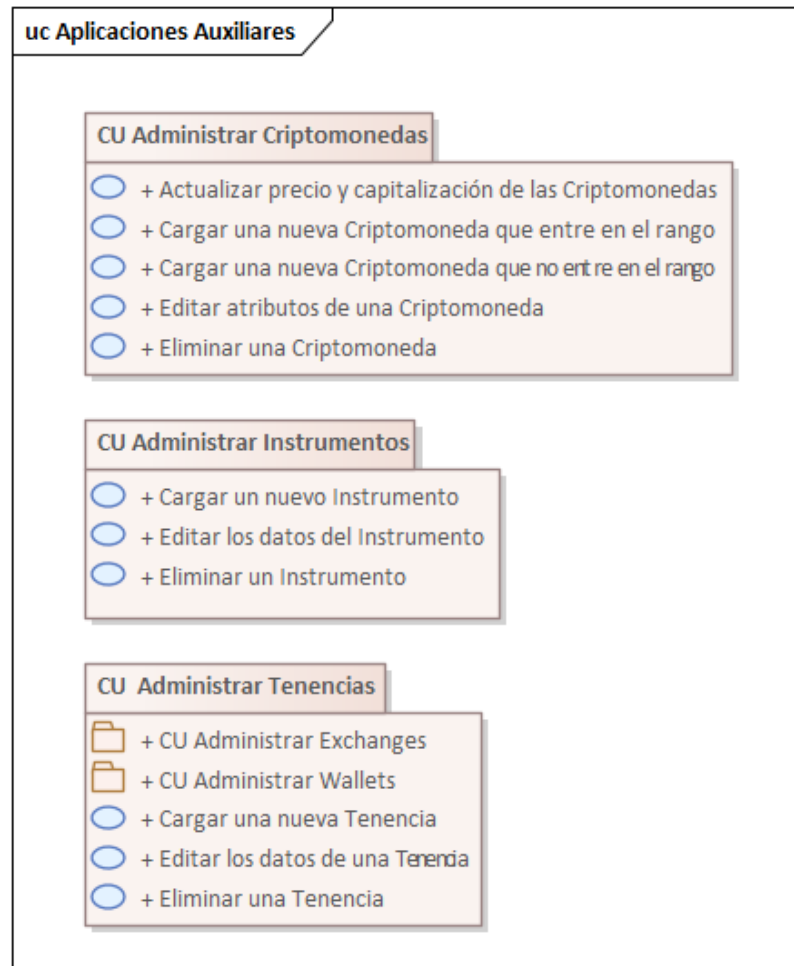 uc Aplicaciones Auxiliares
CU Administrar Criptomonedas
+ Actualizar precio y capitalización de las Criptomonedas
+ Cargar una nueva Criptomoneda que entre en el rango
+ Cargar una nueva Criptomoneda que no entre en el rango
+ Editar atributos de una Criptomoneda
+ Eliminar una Criptomoneda
CU Administrar Instrumentos
+ Cargar un nuevo Instrumento
+ Editar los datos del Instrumento
+ Eliminar un Instrumento
CU Administrar Tenencias
+ CU Administrar Exchanges
+ CU Administrar Wallets
+ Cargar una nueva Tenencia
+ Editar los datos de una Tenencia
+ Eliminar una Tenencia